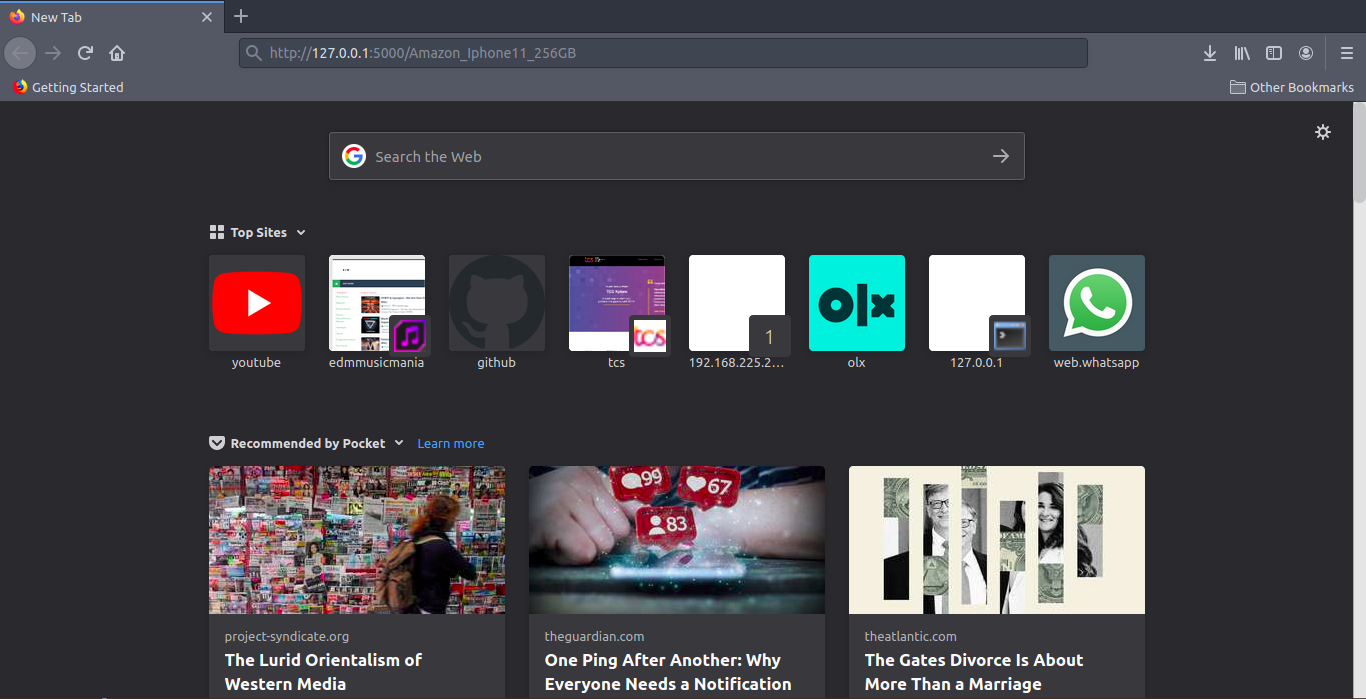 New Tab
http://127.0.0.1:5000/Amazon_Iphone11_256GB
Getting Started
Other Bookmarks
Search the Web
Top Sites
tcs
1
olx
youtube
edmmusicmania
github
tcs
192.168.225.2…
olx
127.0.0.1
web.whatsapp
Recommended by Pocket
Learn more
99
67
83
project-syndicate.org
The Lurid Orientalism of
Western Media
theguardian.com
One Ping After Another: Why
Everyone Needs a Notification
theatlantic.com
The Gates Divorce Is About
More Than a Marriage